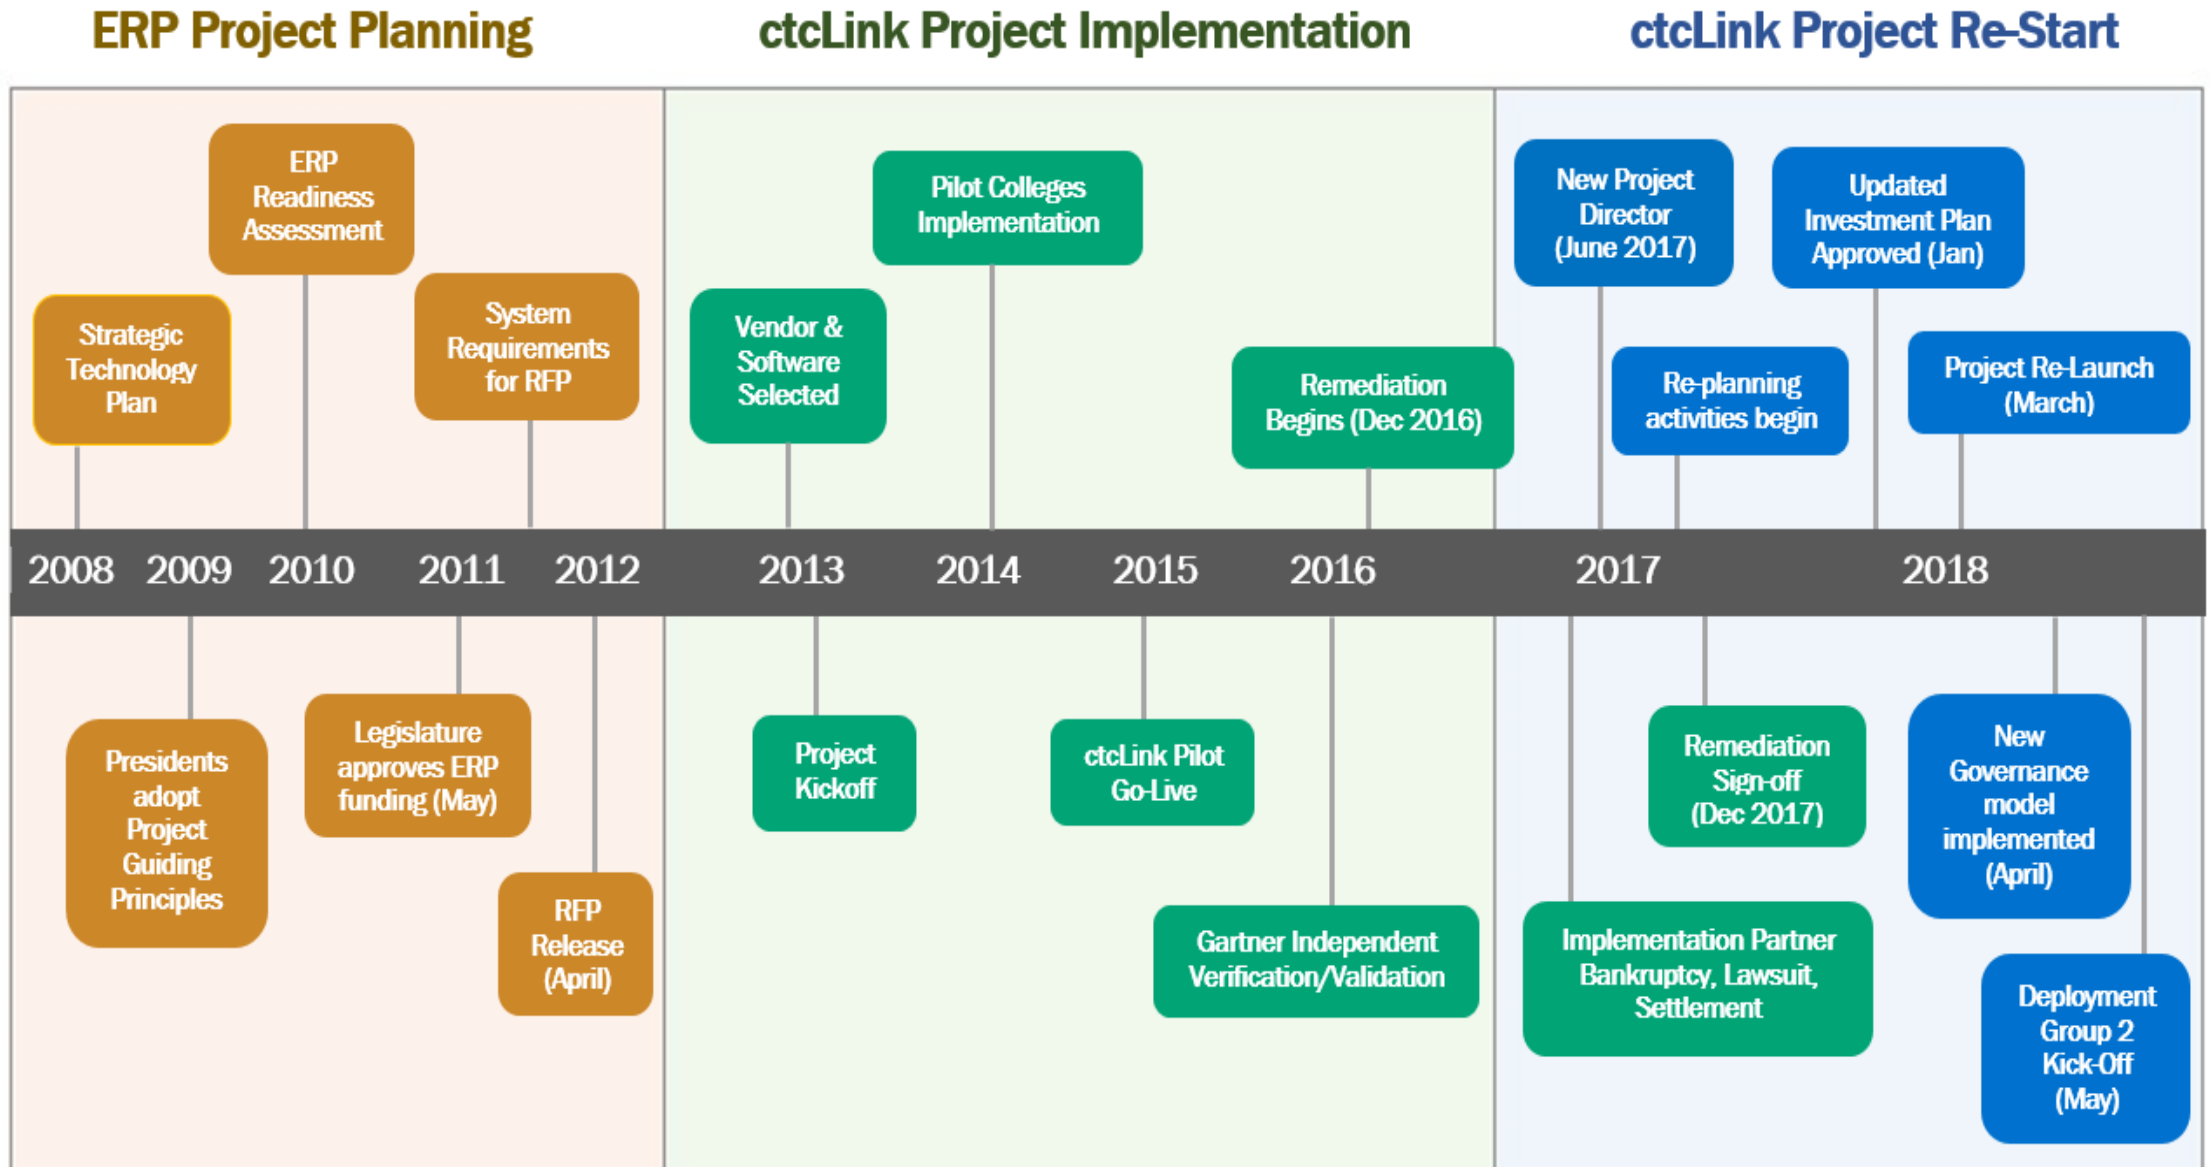 ERP Project Planning
ctcLink Project Implementation
ctcLink Project Re-Start
ERP
Readiness
Assessment
Strategic
Technology
Plan
System
Requirements
for RFP
Pilot Colleges
Implementation
Vendor &
Software
Selected
Remediation
Begins (Dec 2016)
New Project
Director
(June 2017)
Updated
Investment Plan
Approved (Jan)
Re-planning
activities begin
Project Re-Launch
(March)
2008 2009 2010 2011 2012 2013 2014 2015 2016 2017 2018
Presidents
adopt
Project
Guiding
Principles
Legislature
approves ERP
funding (May)
RFP
Release
(April)
Project
Kickoff
ctcLink Pilot
Go-Live
Gartner Independent
Verification/Validation
Remediation
Sign-off
(Dec 2017)
Implementation Partner
Bankruptcy, Lawsuit,
Settlement
New
Governance
model
implemented
(April)
Deployment
Group 2
Kick-Off
(May)